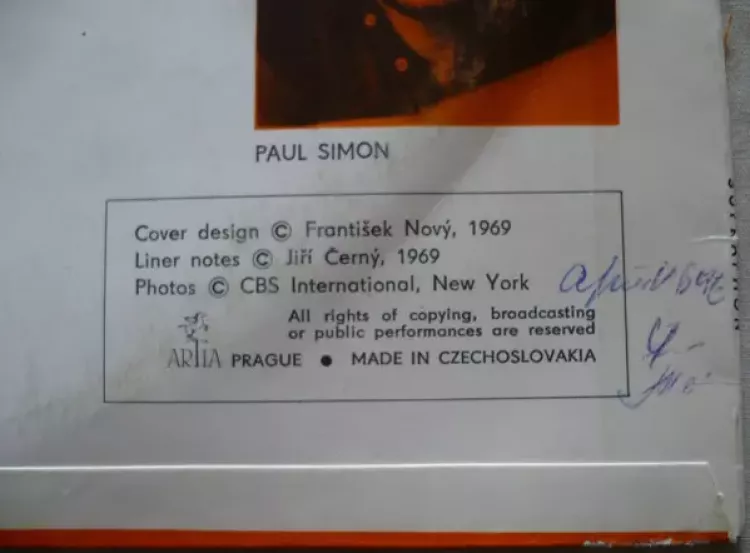 PAUL SIMON
Cover design © František Nový, 1969
Liner notes © Jiří Černý, 1969
Photos © CBS International, New York
All rights of copying, broadcasting
or public performances are reserved
ARTIA PRAGUE ● MADE IN CZECHOSLOVAKIA
SUPRAPHON